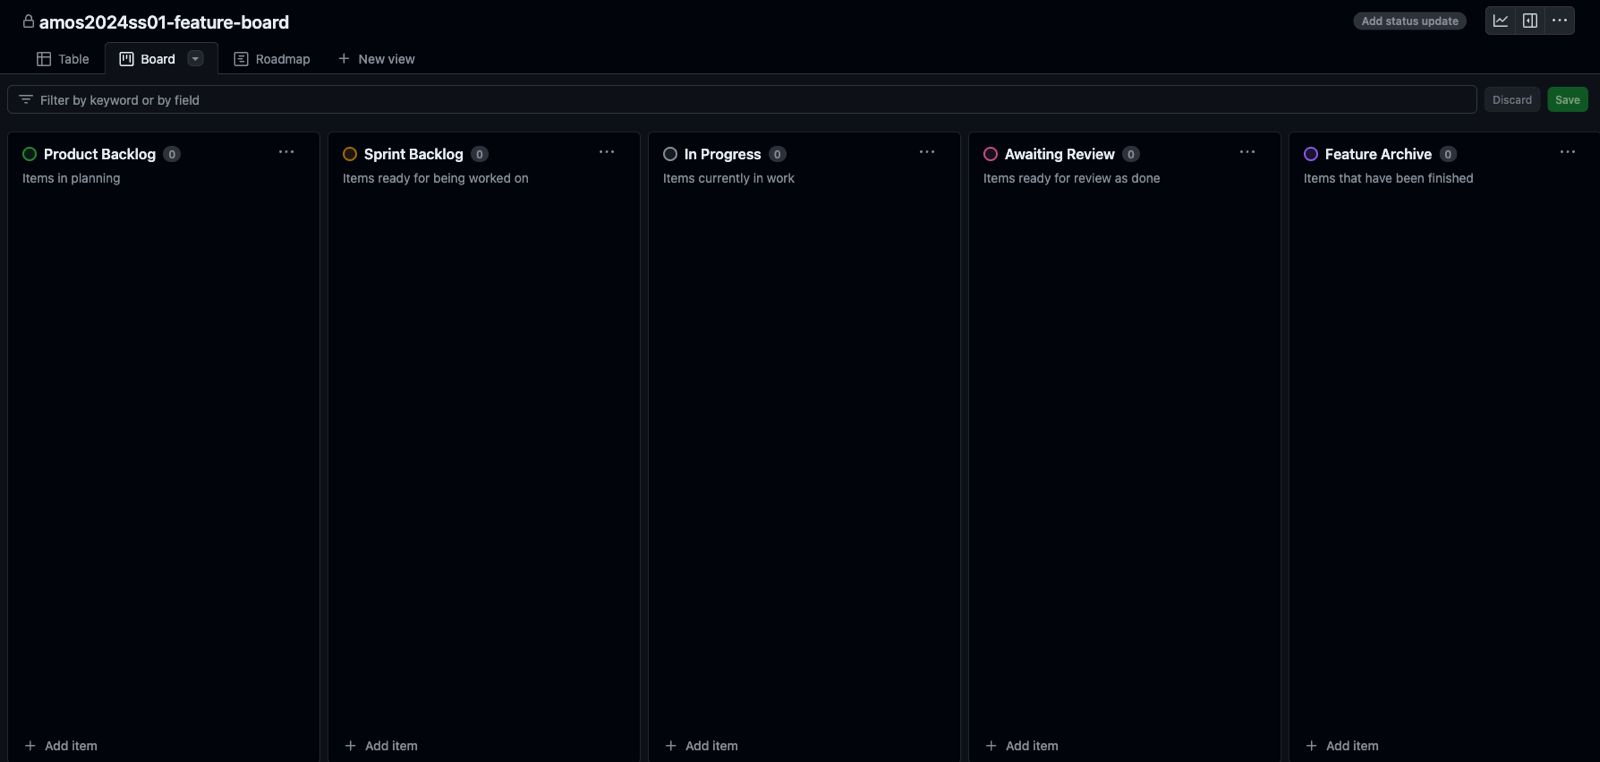 amos2024ss01-feature-board
Add status update
Table
Board
Roadmap
New view
Filter by keyword or by field
Discard
Save
Product Backlog 0
Items in planning
Sprint Backlog 0
Items ready for being worked on
In Progress 0
Items currently in work
Awaiting Review 0
Items ready for review as done
Feature Archive 0
Items that have been finished
+ Add item
+ Add item
+ Add item
+ Add item
+ Add item